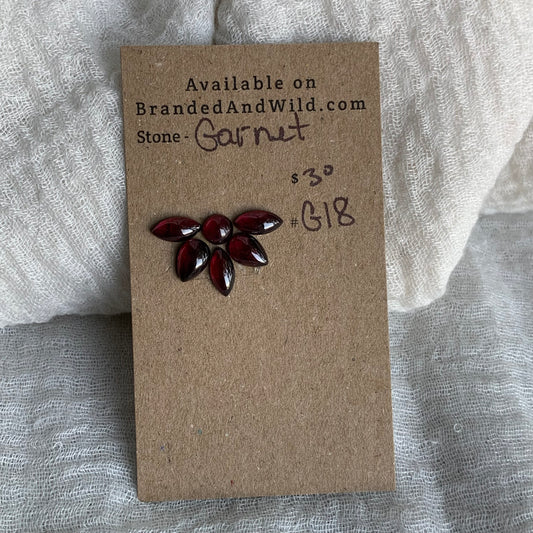 Available on
BrandedAndWild.com
Stone - Garnet
$ 30
# G18